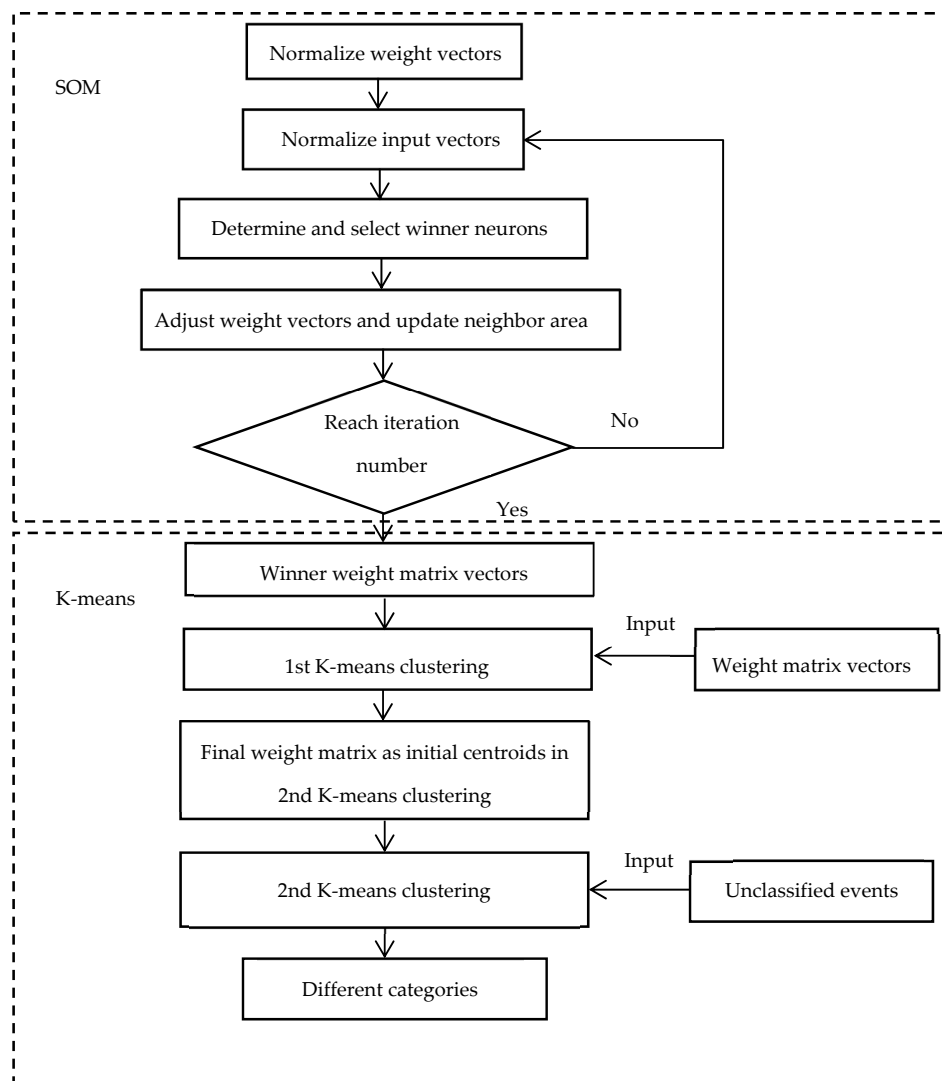 Normalize weight vectors
SOM
Normalize input vectors
Determine and select winner neurons
Adjust weight vectors and update neighbor area
Reach iteration
number
No
Yes
Winner weight matrix vectors
K-means
Input
1st K-means clustering
Weight matrix vectors
Final weight matrix as initial centroids in
2nd K-means clustering
Input
2nd K-means clustering
Unclassified events
Different categories